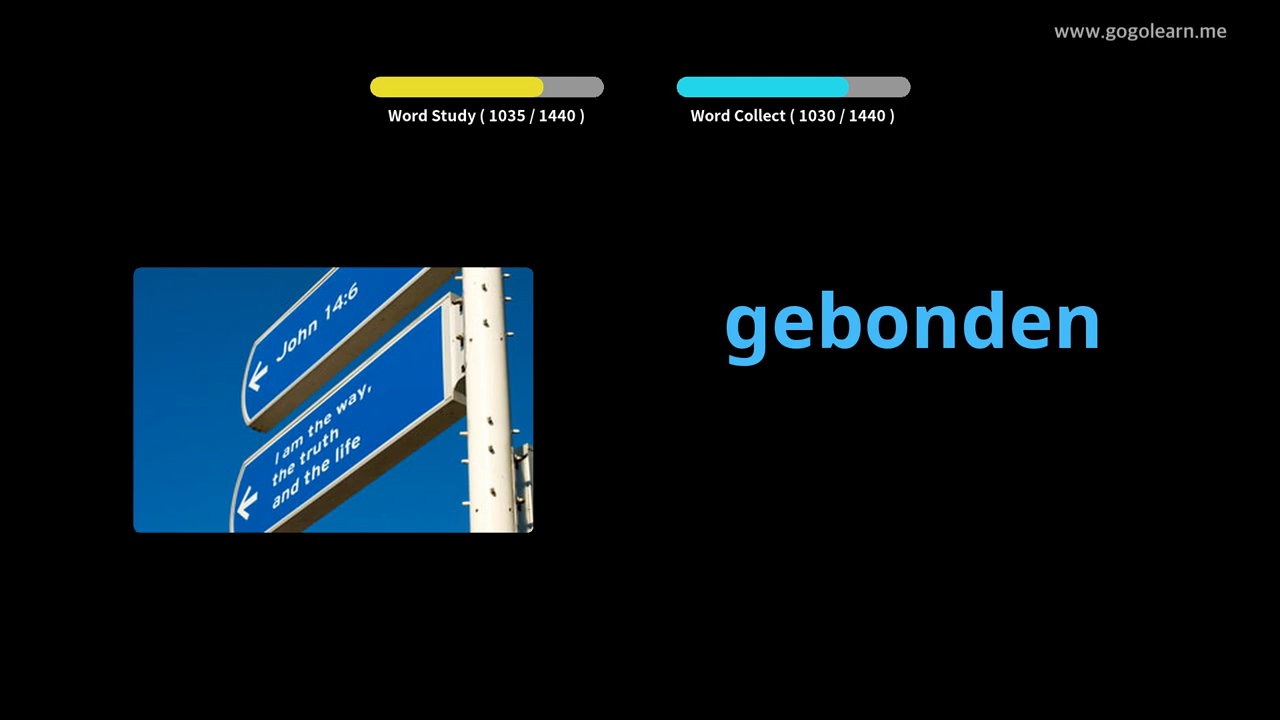 www.gogolearn.me
Word Study ( 1035 / 1440 )
Word Collect ( 1030 / 1440 )
John 14:6
I am the way,
the truth
and the life
gebonden